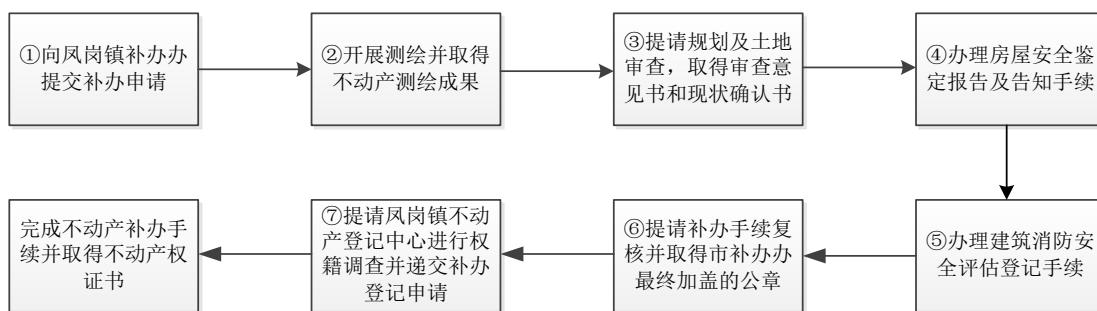 ①向凤岗镇补办办
提交补办申请
②开展测绘并取得
不动产测绘成果
③提请规划及土地
审查，取得审查意
见书和现状确认书
④办理房屋安全鉴
定报告及告知手续
⑤办理建筑消防安
全评估登记手续
⑥提请补办手续复
核并取得市补办办
最终加盖的公章
⑦提请凤岗镇不动
产登记中心进行权
籍调查并递交补办
登记申请
完成不动产补办手
续并取得不动产权
证书